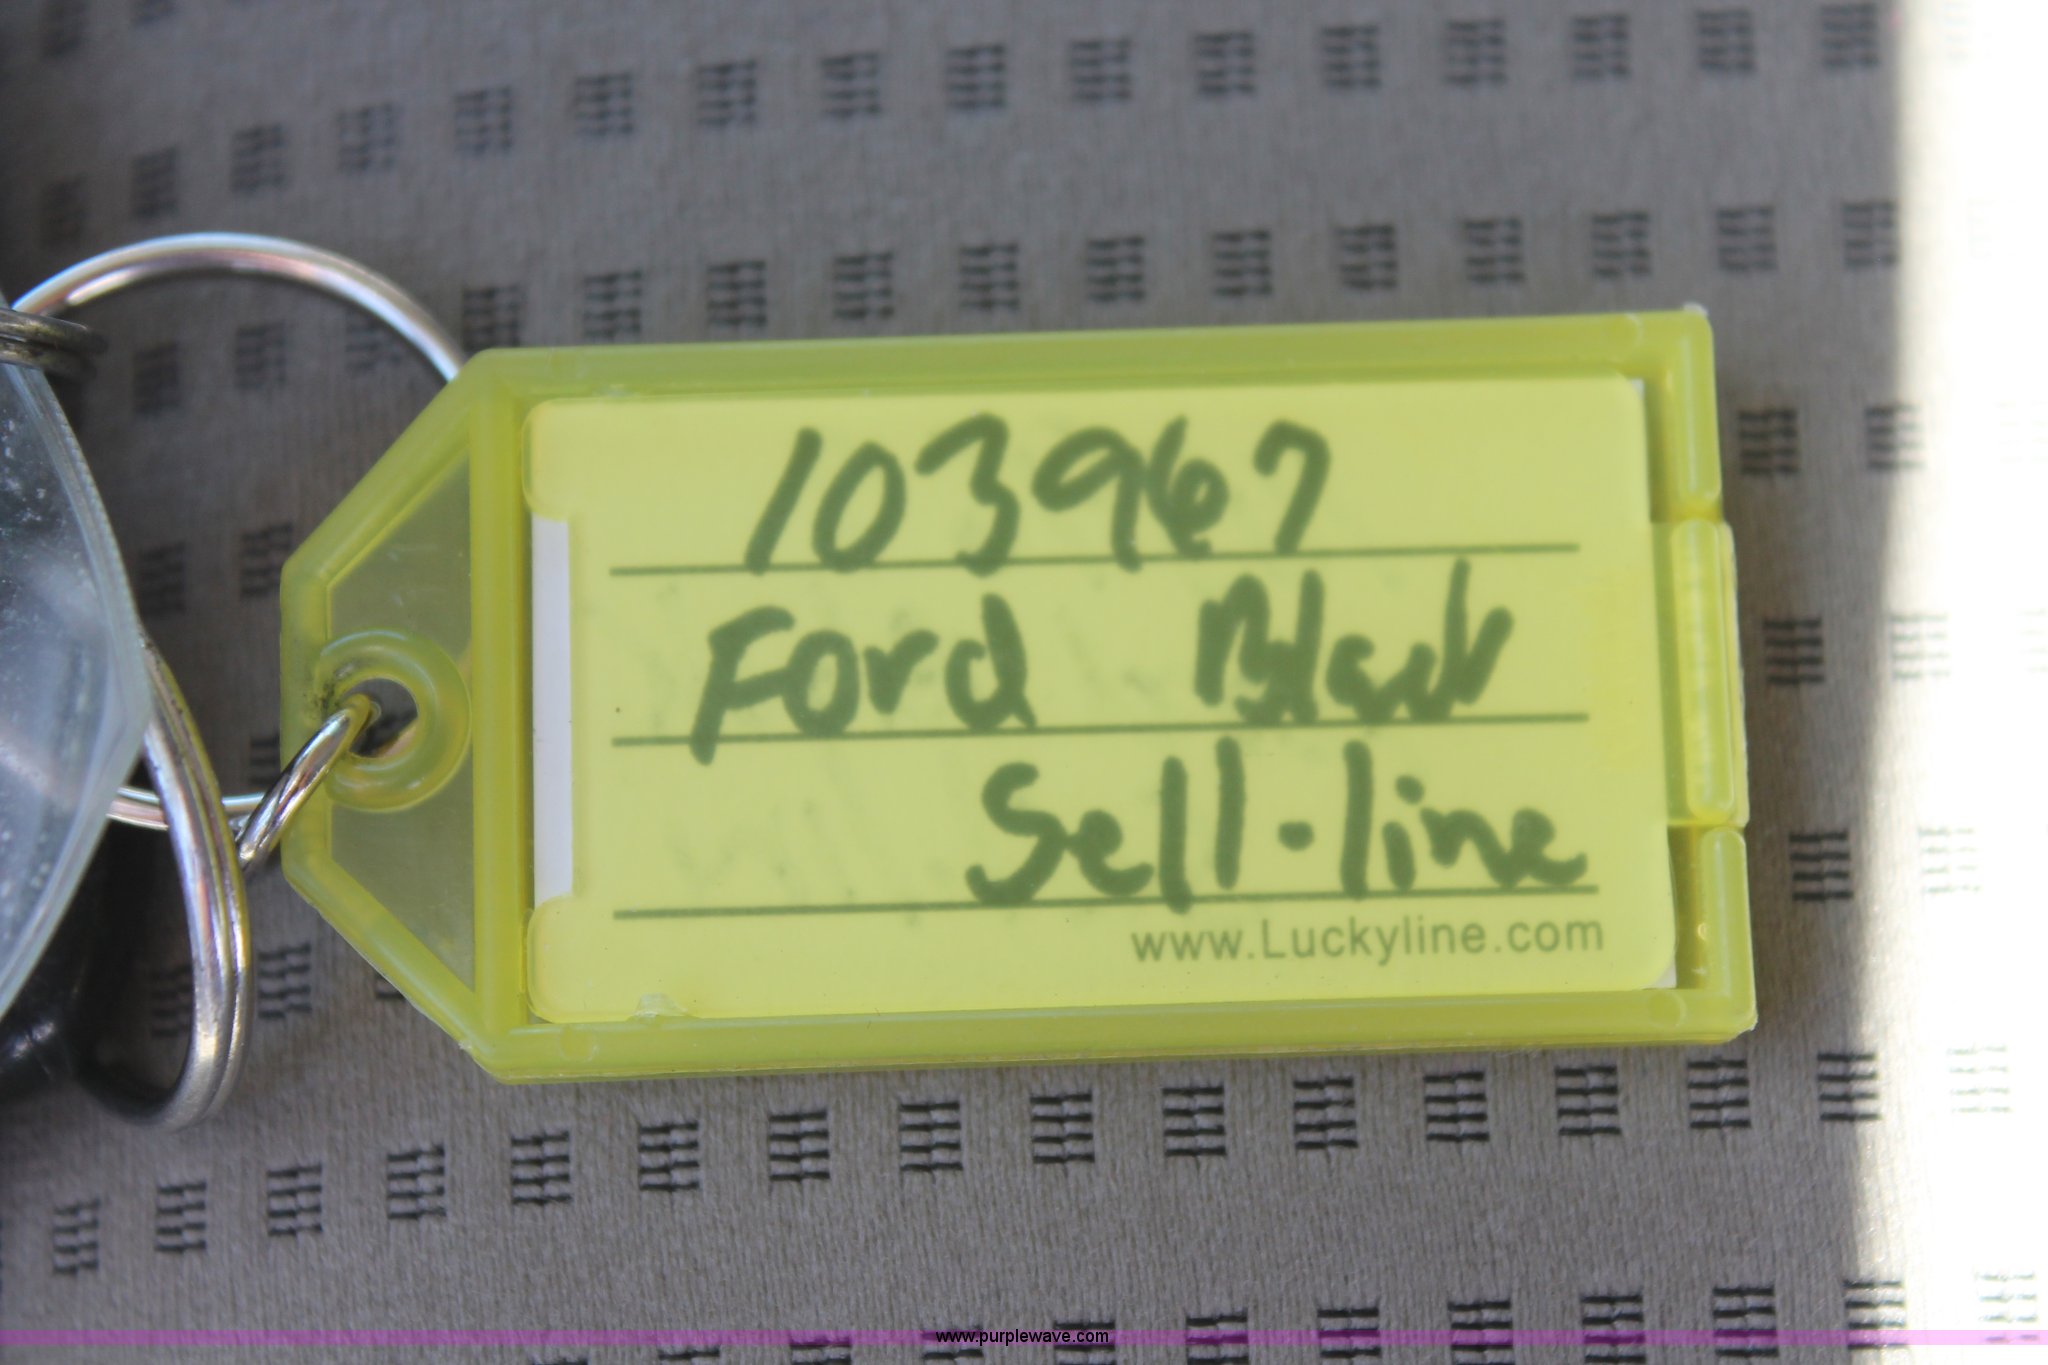 103967
Ford Black
Sell-line
www.Luckyline.com
www.purplewave.com